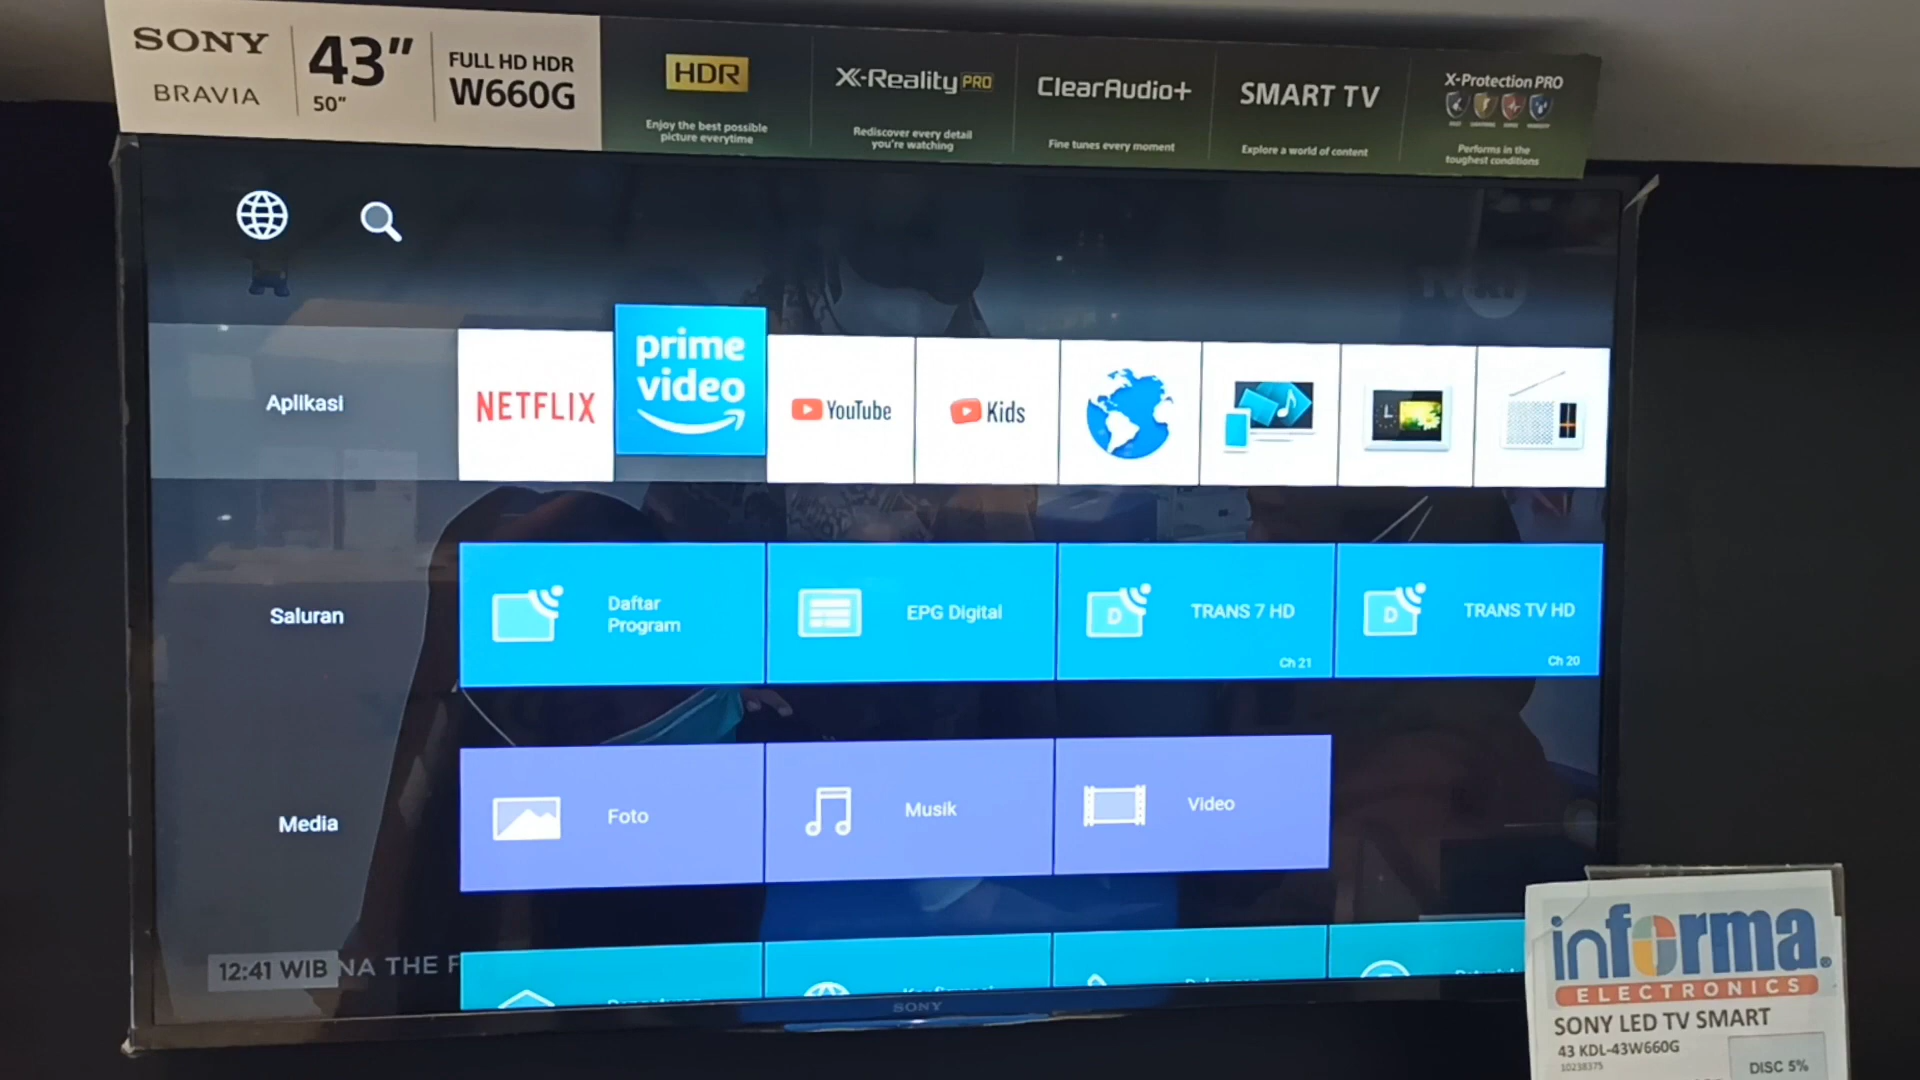 SONY
BRAVIA
43"
50"
FULL HD HDR
W660G
HDR
Enjoy the best possible
picture everytime
X-Reality PRO
Rediscover every detail
you're watching
ClearAudio+
Fine tunes every moment
SMART TV
Explore a world of content
X-Protection PRO
Performs in the
toughest conditions
Aplikasi
NETFLIX
prime
video
YouTube
Kids
Saluran
Daftar
Program
EPG Digital
D
TRANS 7 HD
Ch 21
D
TRANS TV HD
Ch 20
Media
Foto
Musik
Video
12:41 WIB
NA THE F
SONY
informa
ELECTRONICS
SONY LED TV SMART
43 KDL-43W660G
10238375
DISC 5%